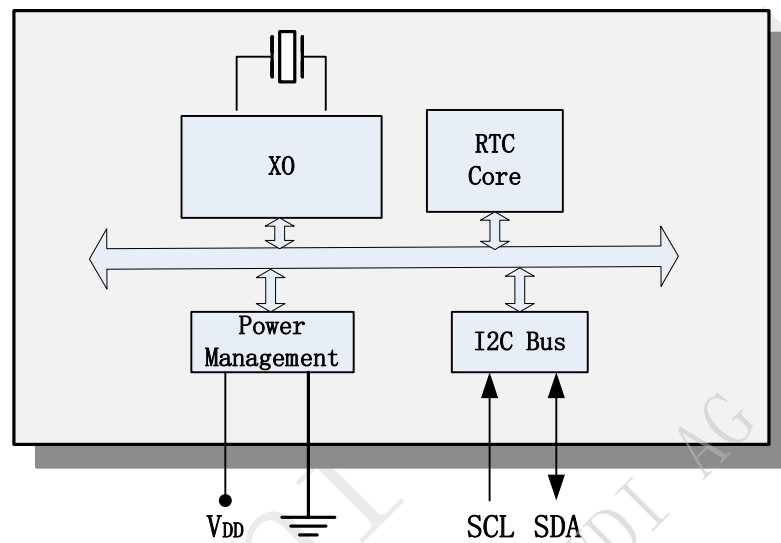 XO
RTC
Core
Power
Management
I2C Bus
VDD
SCL SDA